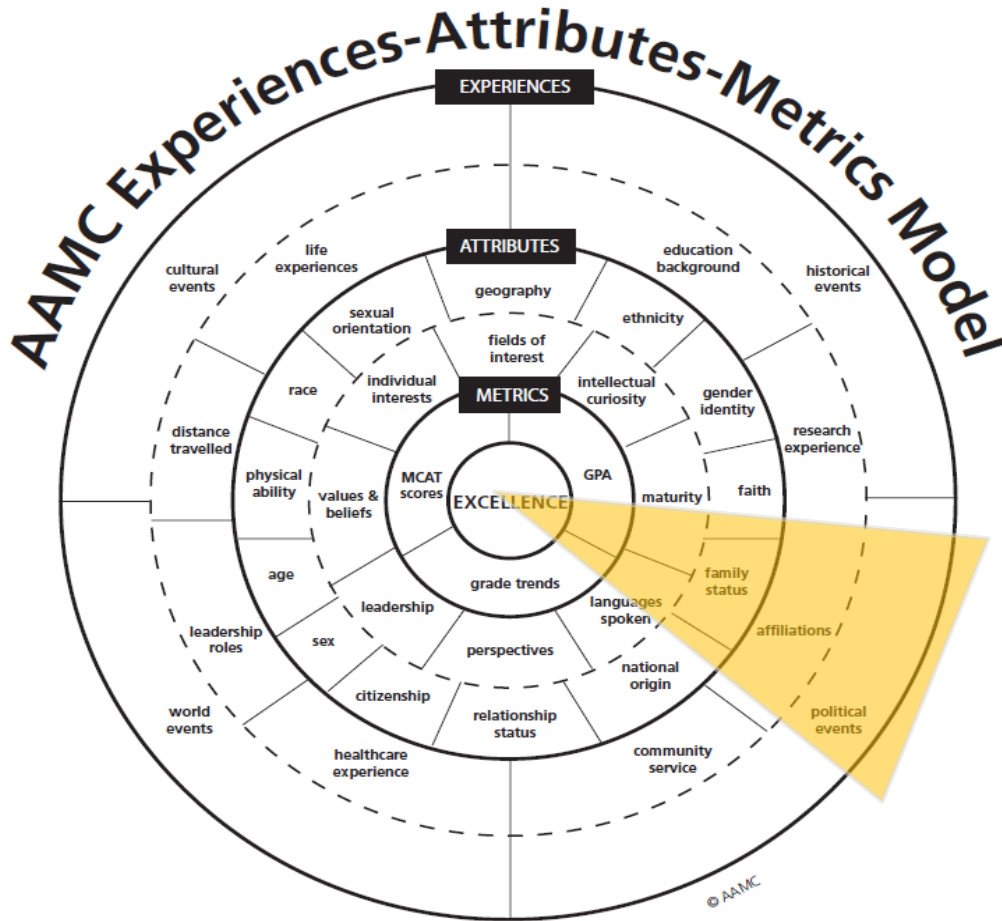 AAMC Experiences-Attributes-Metrics Model
EXPERIENCES
ATTRIBUTES
life
experiences
education
background
cultural
events
historical
events
geography
sexual
orientation
ethnicity
fields of
interest
race
individual
interests
METRICS
intellectual
curiosity
gender
identity
distance
travelled
research
experience
physical
ability
values &
beliefs
MCAT
scores
EXCELLENCE
GPA
maturity
faith
age
grade trends
family
status
leadership
languages
spoken
leadership
roles
sex
perspectives
affiliations
national
origin
citizenship
relationship
status
world
events
political
events
healthcare
experience
community
service
© AAMC